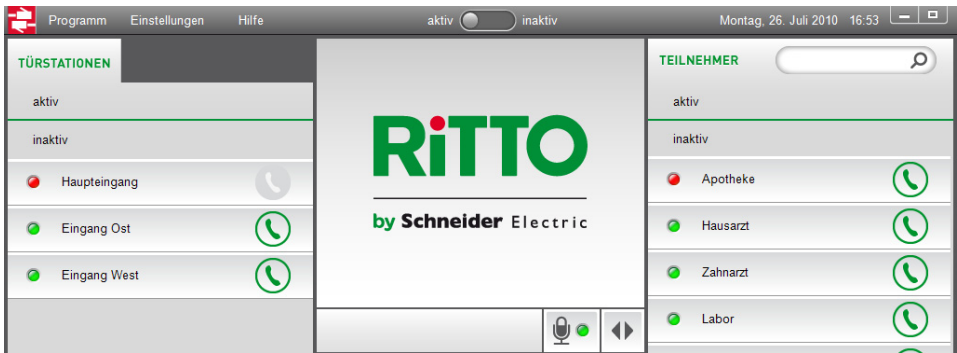 Programm Einstellungen Hilfe aktiv inaktiv Montag, 26. Juli 2010 16:53
TÜRSTATIONEN
aktiv
inaktiv
Haupteingang
Eingang Ost
Eingang West
RiTTO
by Schneider Electric
TEILNEHMER
aktiv
inaktiv
Apotheke
Hausarzt
Zahnarzt
Labor